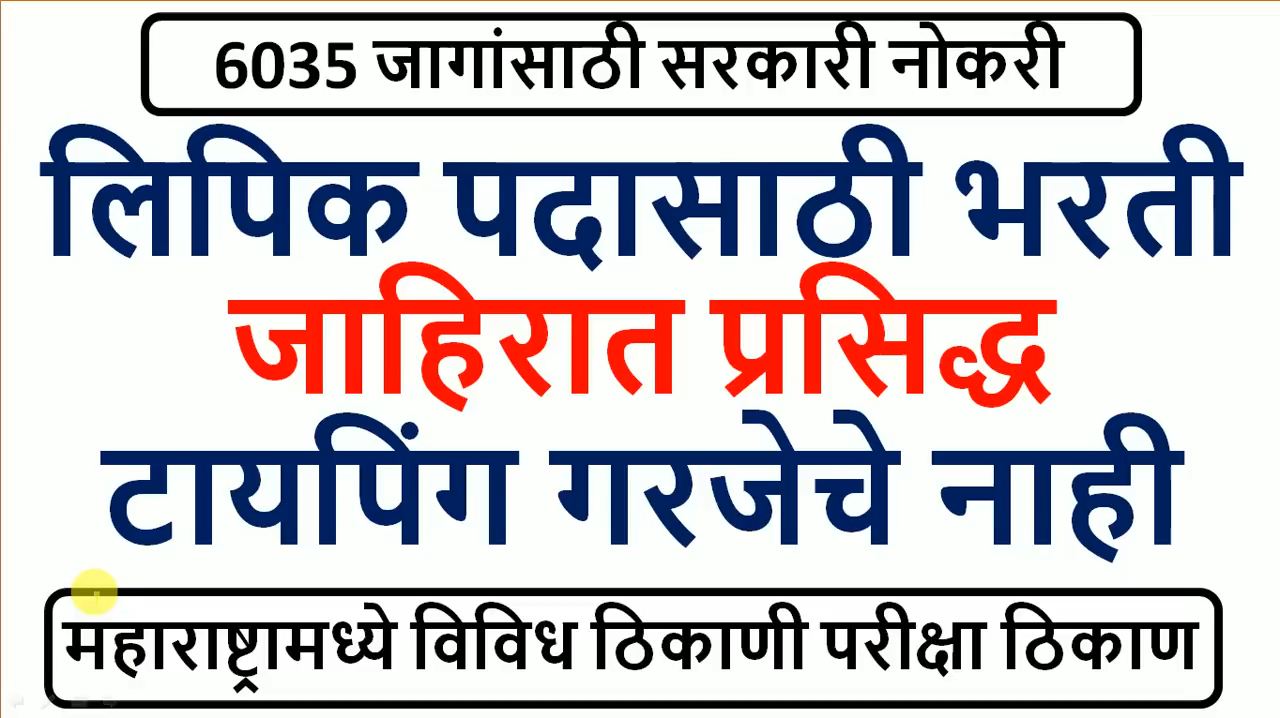 6035 जागांसाठी सरकारी नोकरी
लिपिक पदासाठी भरती
जाहिरात प्रसिद्ध
टायपिंग गरजेचे नाही
महाराष्ट्रामध्ये विविध ठिकाणी परीक्षा ठिकाण